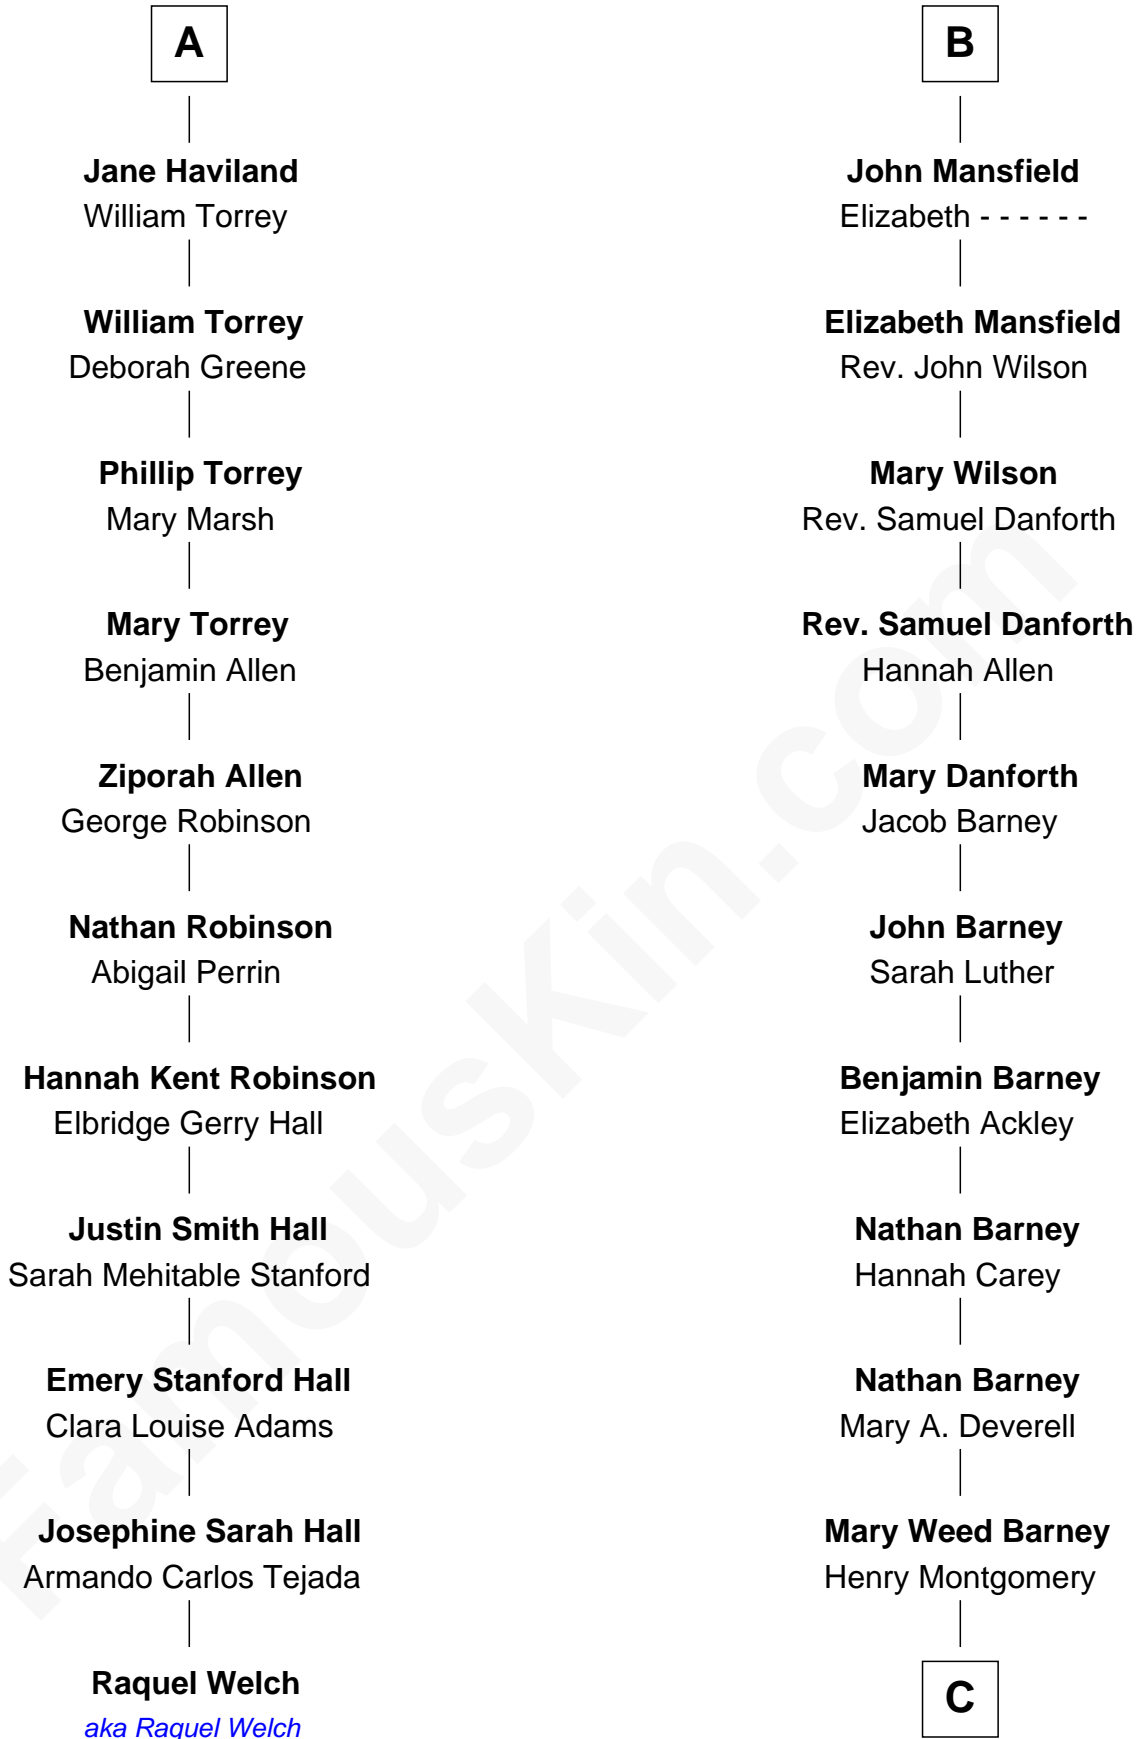 A
Jane Haviland
William Torrey
William Torrey
Deborah Greene
Phillip Torrey
Mary Marsh
Mary Torrey
Benjamin Allen
Ziporah Allen
George Robinson
Nathan Robinson
Abigail Perrin
Hannah Kent Robinson
Elbridge Gerry Hall
Justin Smith Hall
Sarah Mehitable Stanford
Emery Stanford Hall
Clara Louise Adams
Josephine Sarah Hall
Armando Carlos Tejada
Raquel Welch
aka Raquel Welch
B
John Mansfield
Elizabeth - - - - - -
Elizabeth Mansfield
Rev. John Wilson
Mary Wilson
Rev. Samuel Danforth
Rev. Samuel Danforth
Hannah Allen
Mary Danforth
Jacob Barney
John Barney
Sarah Luther
Benjamin Barney
Elizabeth Ackley
Nathan Barney
Hannah Carey
Nathan Barney
Mary A. Deverell
Mary Weed Barney
Henry Montgomery
C
FamousKin.com